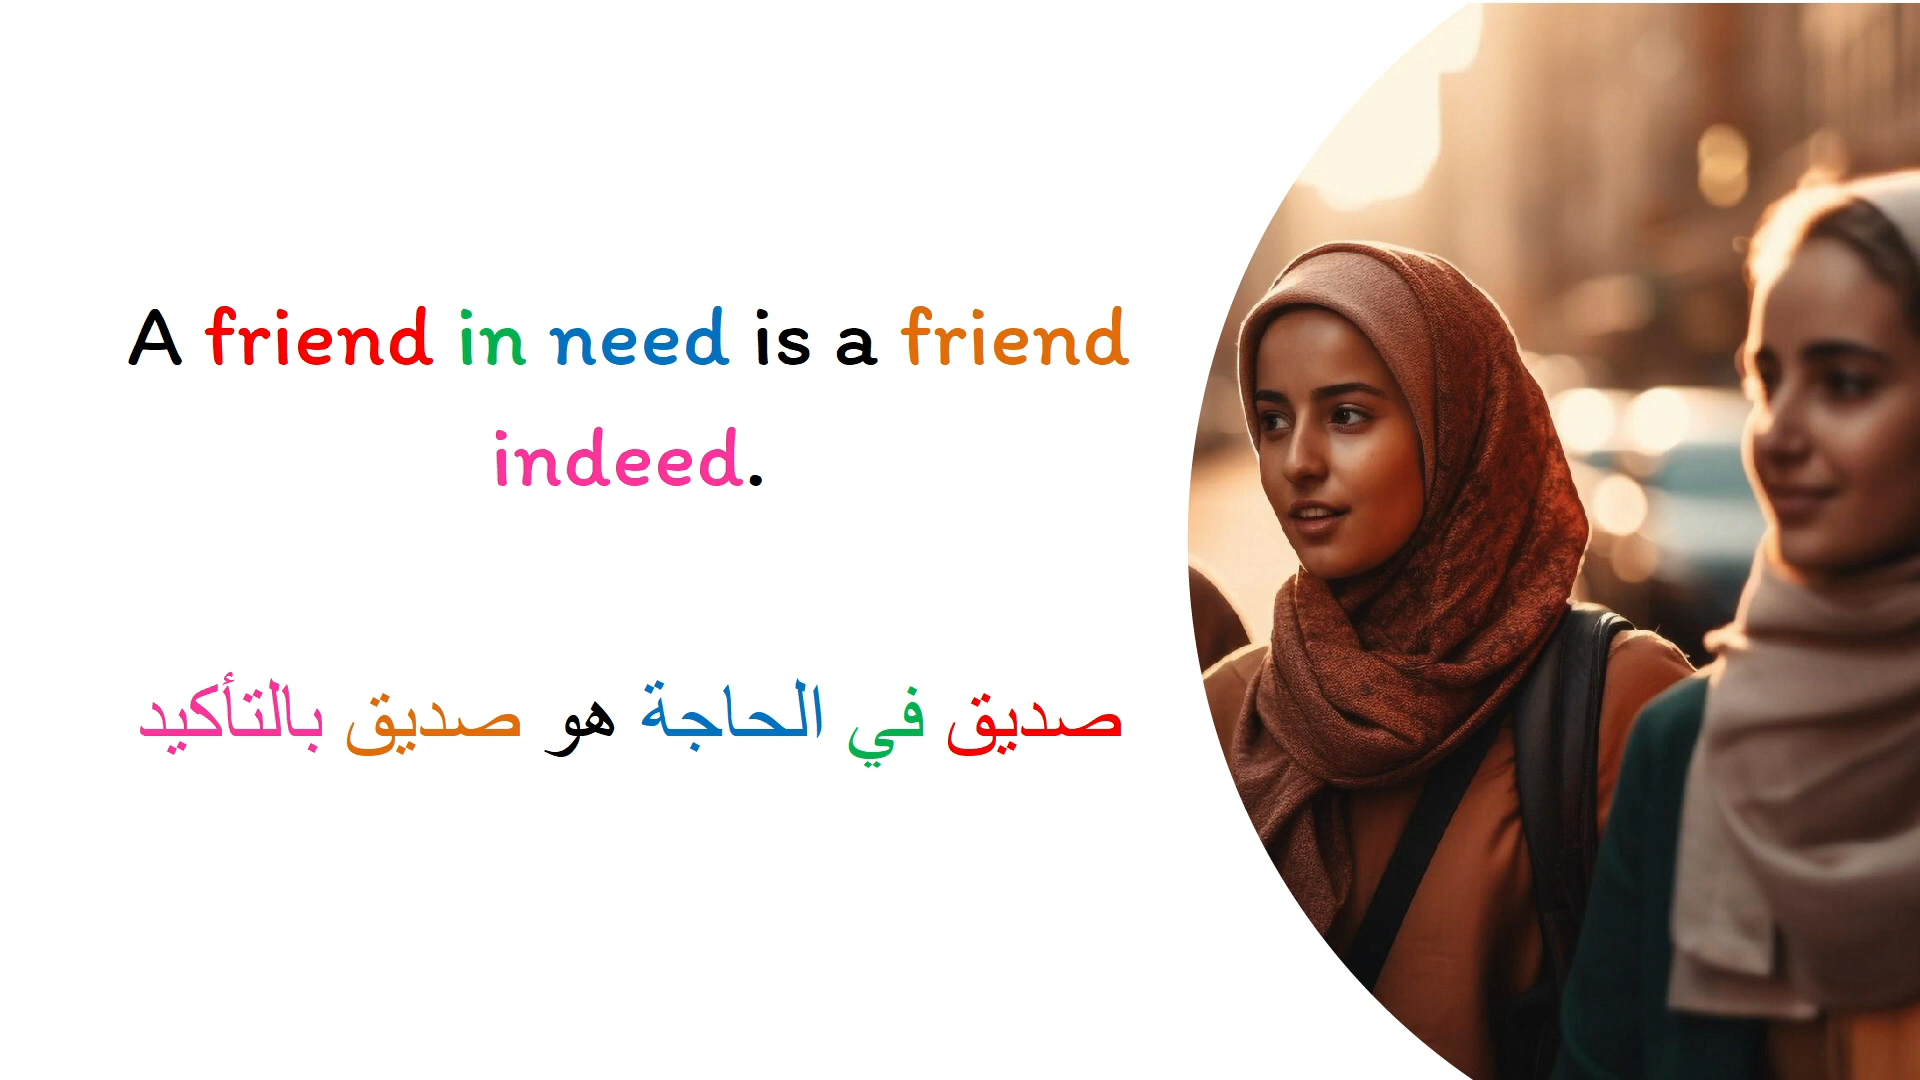 A friend in need is a friend
indeed.
صديق في الحاجة هو صديق بالتأكيد